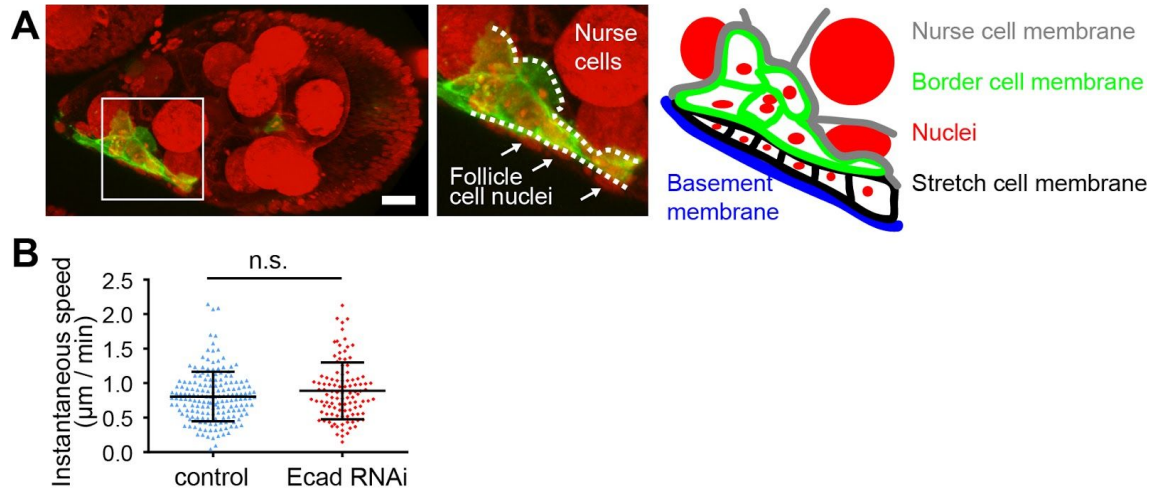 A
Nurse
cells
Follicle
cell nuclei
Nurse cell membrane
Border cell membrane
Nuclei
Stretch cell membrane
Basement
membrane
B
n.s.
Instantaneous speed
(μm / min)
2.5
2.0
1.5
1.0
0.5
0.0
control
Ecad RNAi